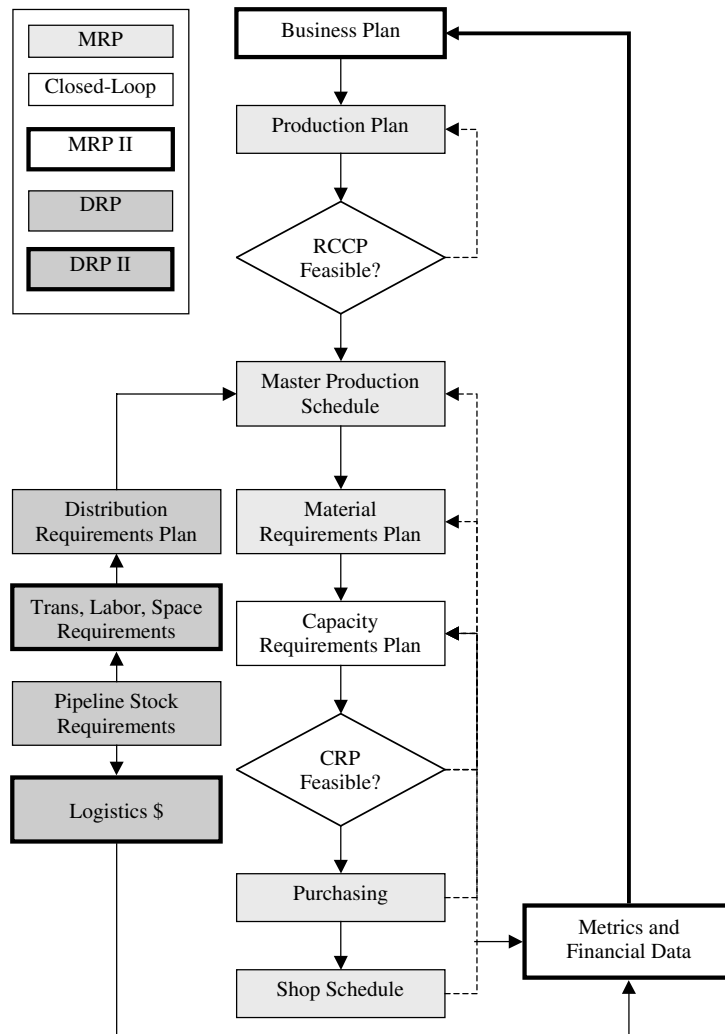 MRP
Closed-Loop
MRP II
DRP
DRP II
Business Plan
Production Plan
RCCP
Feasible?
Master Production
Schedule
Distribution
Requirements Plan
Material
Requirements Plan
Trans, Labor, Space
Requirements
Capacity
Requirements Plan
Pipeline Stock
Requirements
CRP
Feasible?
Logistics $
Purchasing
Metrics and
Financial Data
Shop Schedule